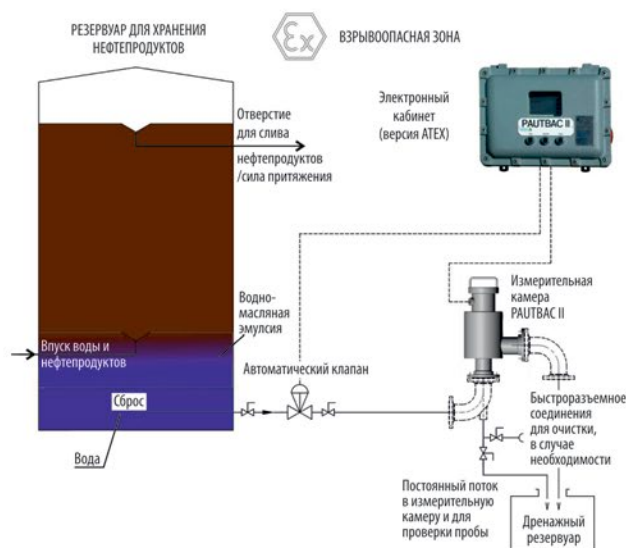 РЕЗЕРВУАР ДЛЯ ХРАНЕНИЯ
НЕФТЕПРОДУКТОВ
Ex
ВЗРЫВООПАСНАЯ ЗОНА
Электронный
кабинет
(версия ATEX)
PAUTBAC II
Отверстие
для слива
нефтепродуктов
/сила притяжения
Измерительная
камера
PAUTBAC II
Водно-
масляная
эмульсия
Впуск воды и
нефтепродуктов
Автоматический клапан
Сброс
Вода
Быстроразъемное
соединения
для очистки,
в случае
необходимости
Постоянный поток
в измерительную
камеру и для
проверки пробы
Дренажный
резервуар